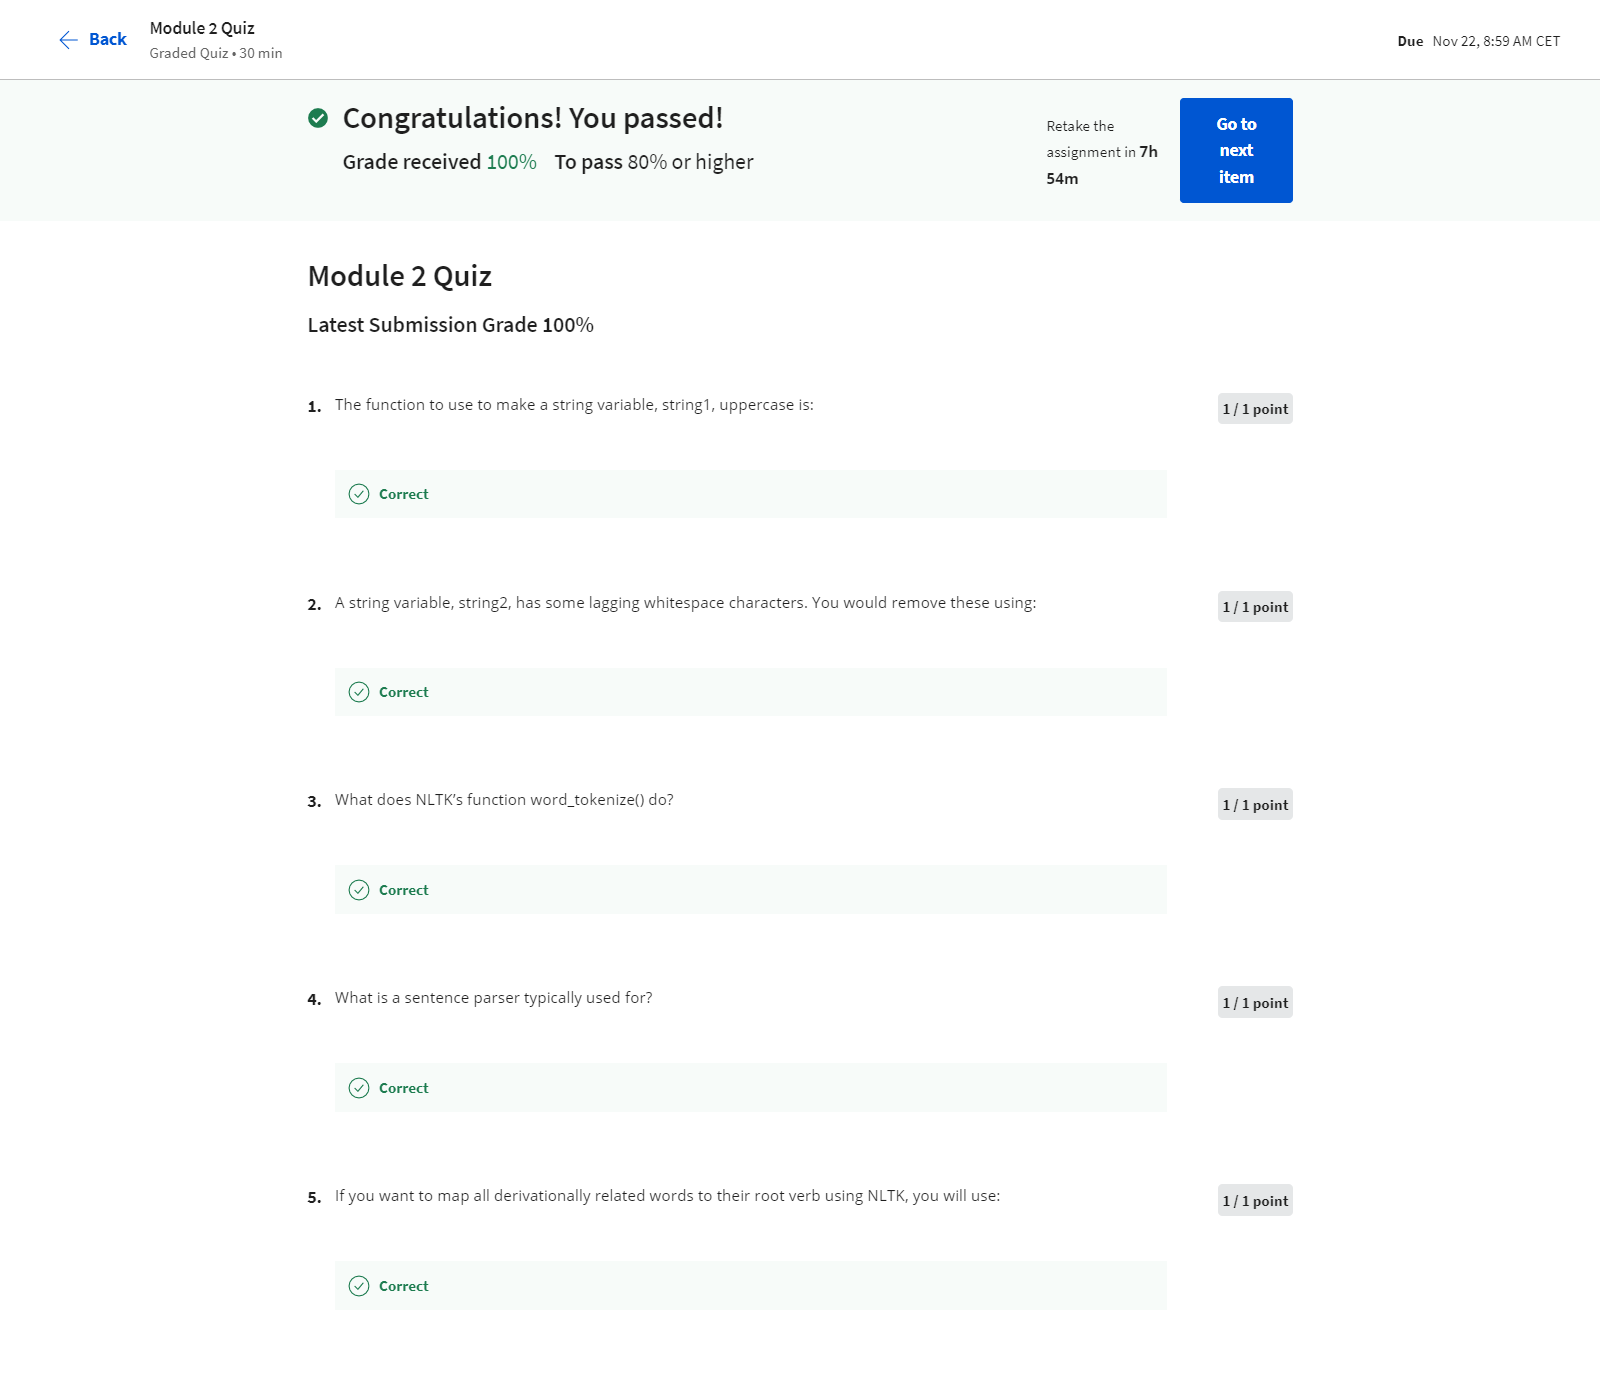 Back
Module 2 Quiz
Graded Quiz • 30 min
Due Nov 22, 8:59 AM CET
Congratulations! You passed!
Grade received 100% To pass 80% or higher
Retake the
assignment in 7h
54m
Go to
next
item
Module 2 Quiz
Latest Submission Grade 100%
1. The function to use to make a string variable, string1, uppercase is:
1 / 1 point
Correct
2. A string variable, string2, has some lagging whitespace characters. You would remove these using:
1 / 1 point
Correct
3. What does NLTK’s function word_tokenize() do?
1 / 1 point
Correct
4. What is a sentence parser typically used for?
1 / 1 point
Correct
5. If you want to map all derivationally related words to their root verb using NLTK, you will use:
1 / 1 point
Correct